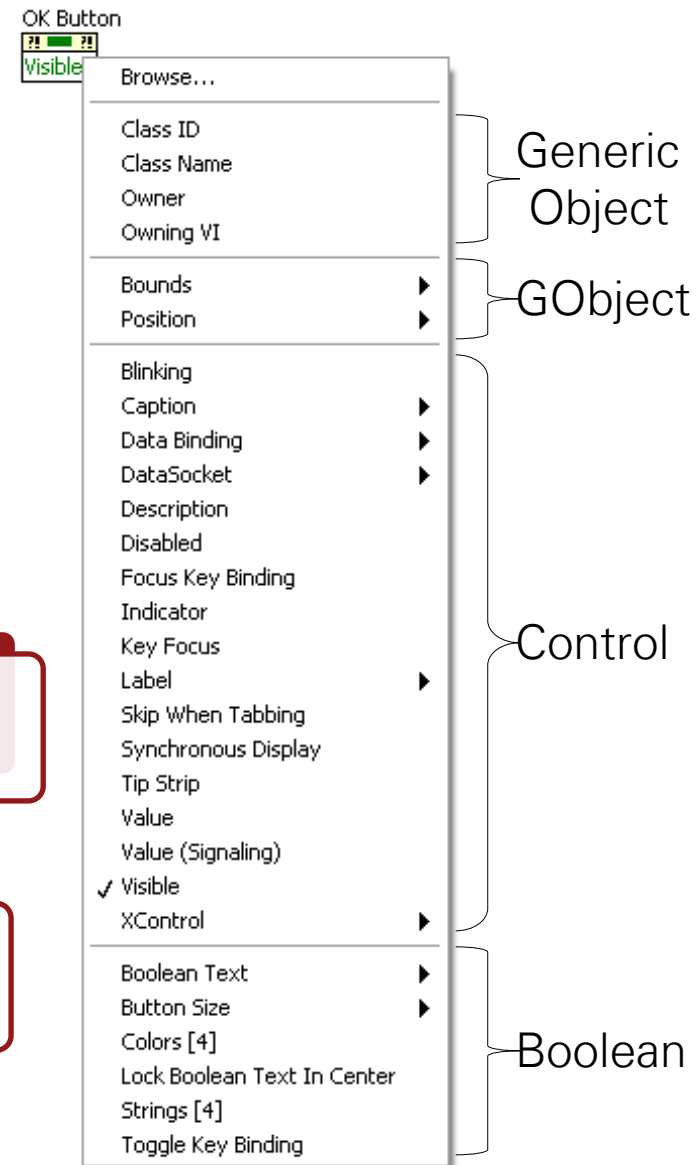 OK Button
?! ?!
Visible
Browse...
Class ID
Class Name
Owner
Owning VI
Generic
Object
Bounds
Position
GObject
Blinking
Caption
Data Binding
DataSocket
Description
Disabled
Focus Key Binding
Indicator
Key Focus
Label
Skip When Tabbing
Synchronous Display
Tip Strip
Value
Value (Signaling)
Visible
XControl
Control
Boolean Text
Button Size
Colors [4]
Lock Boolean Text In Center
Strings [4]
Toggle Key Binding
Boolean